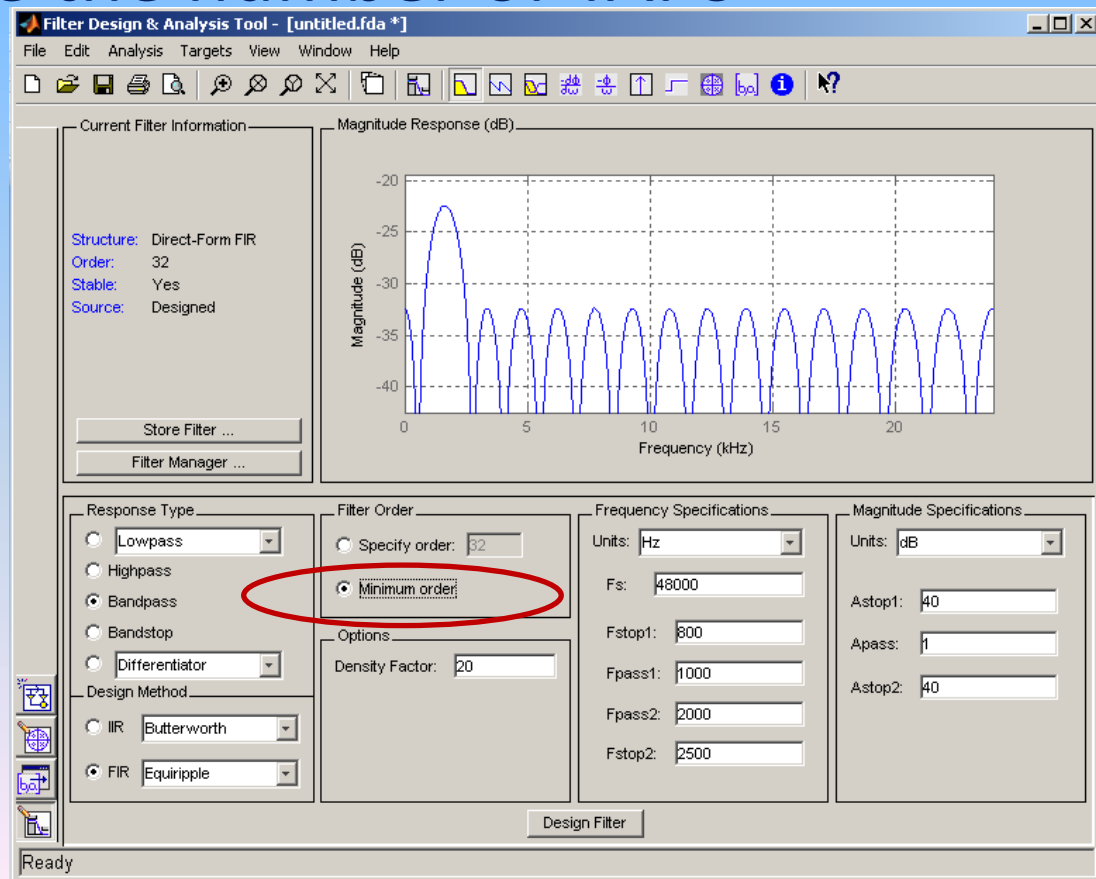 Filter Design & Analysis Tool - [untitled.fda *]
File Edit Analysis Targets View Window Help
Current Filter Information
Structure: Direct-Form FIR
Order: 32
Stable: Yes
Source: Designed
Store Filter ...
Filter Manager ...
Magnitude Response (dB)
Magnitude (dB)
-20
-25
-30
-35
-40
0 5 10 15 20
Frequency (kHz)
Response Type
Lowpass
Highpass
Bandpass
Bandstop
Differentiator
Design Method
IIR Butterworth
FIR Equiripple
Filter Order
Specify order: 32
Minimum order
Options
Density Factor: 20
Frequency Specifications
Units: Hz
Fs: 48000
Fstop1: 800
Fpass1: 1000
Fpass2: 2000
Fstop2: 2500
Magnitude Specifications
Units: dB
Astop1: 40
Apass: 1
Astop2: 40
Design Filter
Ready